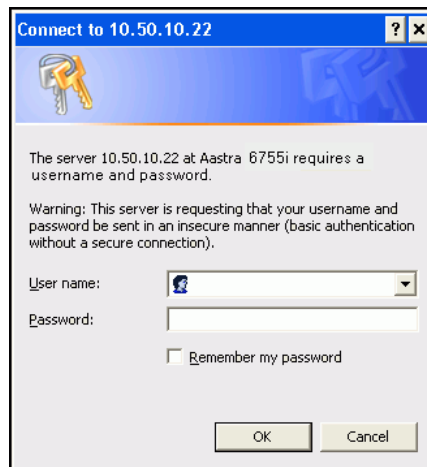 Connect to 10.50.10.22
The server 10.50.10.22 at Aastra 6755i requires a
username and password.
Warning: This server is requesting that your username and
password be sent in an insecure manner (basic authentication
without a secure connection).
User name:
Password:
Remember my password
OK Cancel